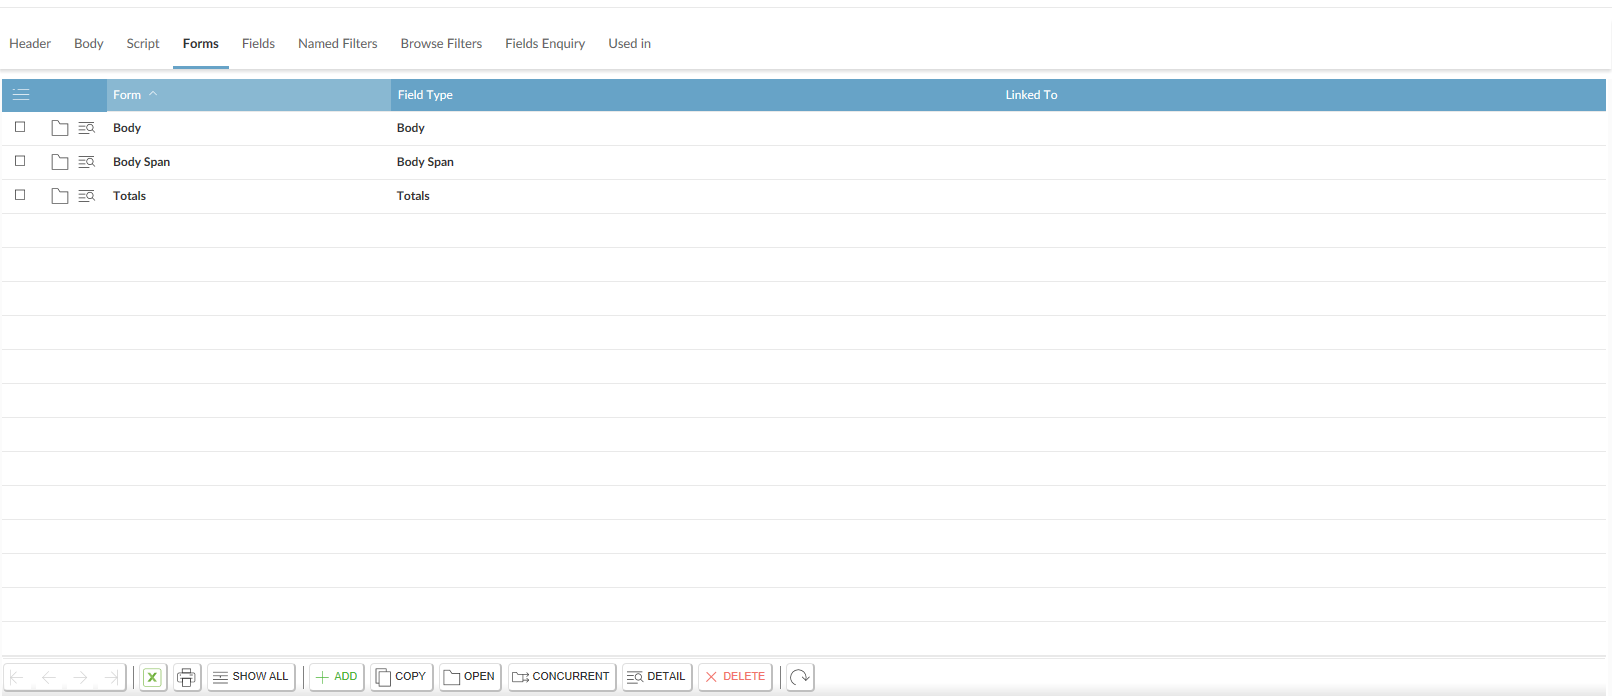 Header Body Script Forms Fields Named Filters Browse Filters Fields Enquiry Used in
Form Field Type Linked To
Body Body
Body Span Body Span
Totals Totals
SHOW ALL ADD COPY OPEN CONCURRENT DETAIL DELETE